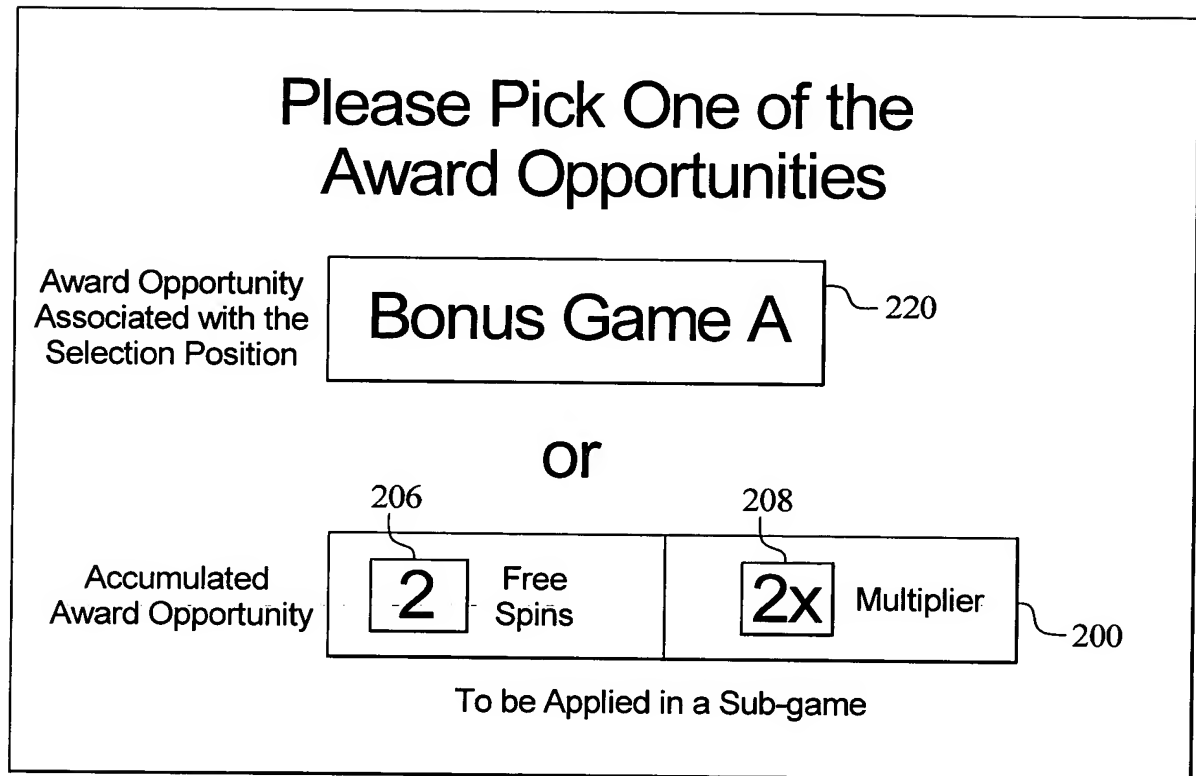 Please Pick One of the
Award Opportunities
Award Opportunity
Associated with the
Selection Position
Bonus Game A
220
or
206
208
Accumulated
Award Opportunity
2
Free
Spins
2x
Multiplier
200
To be Applied in a Sub-game